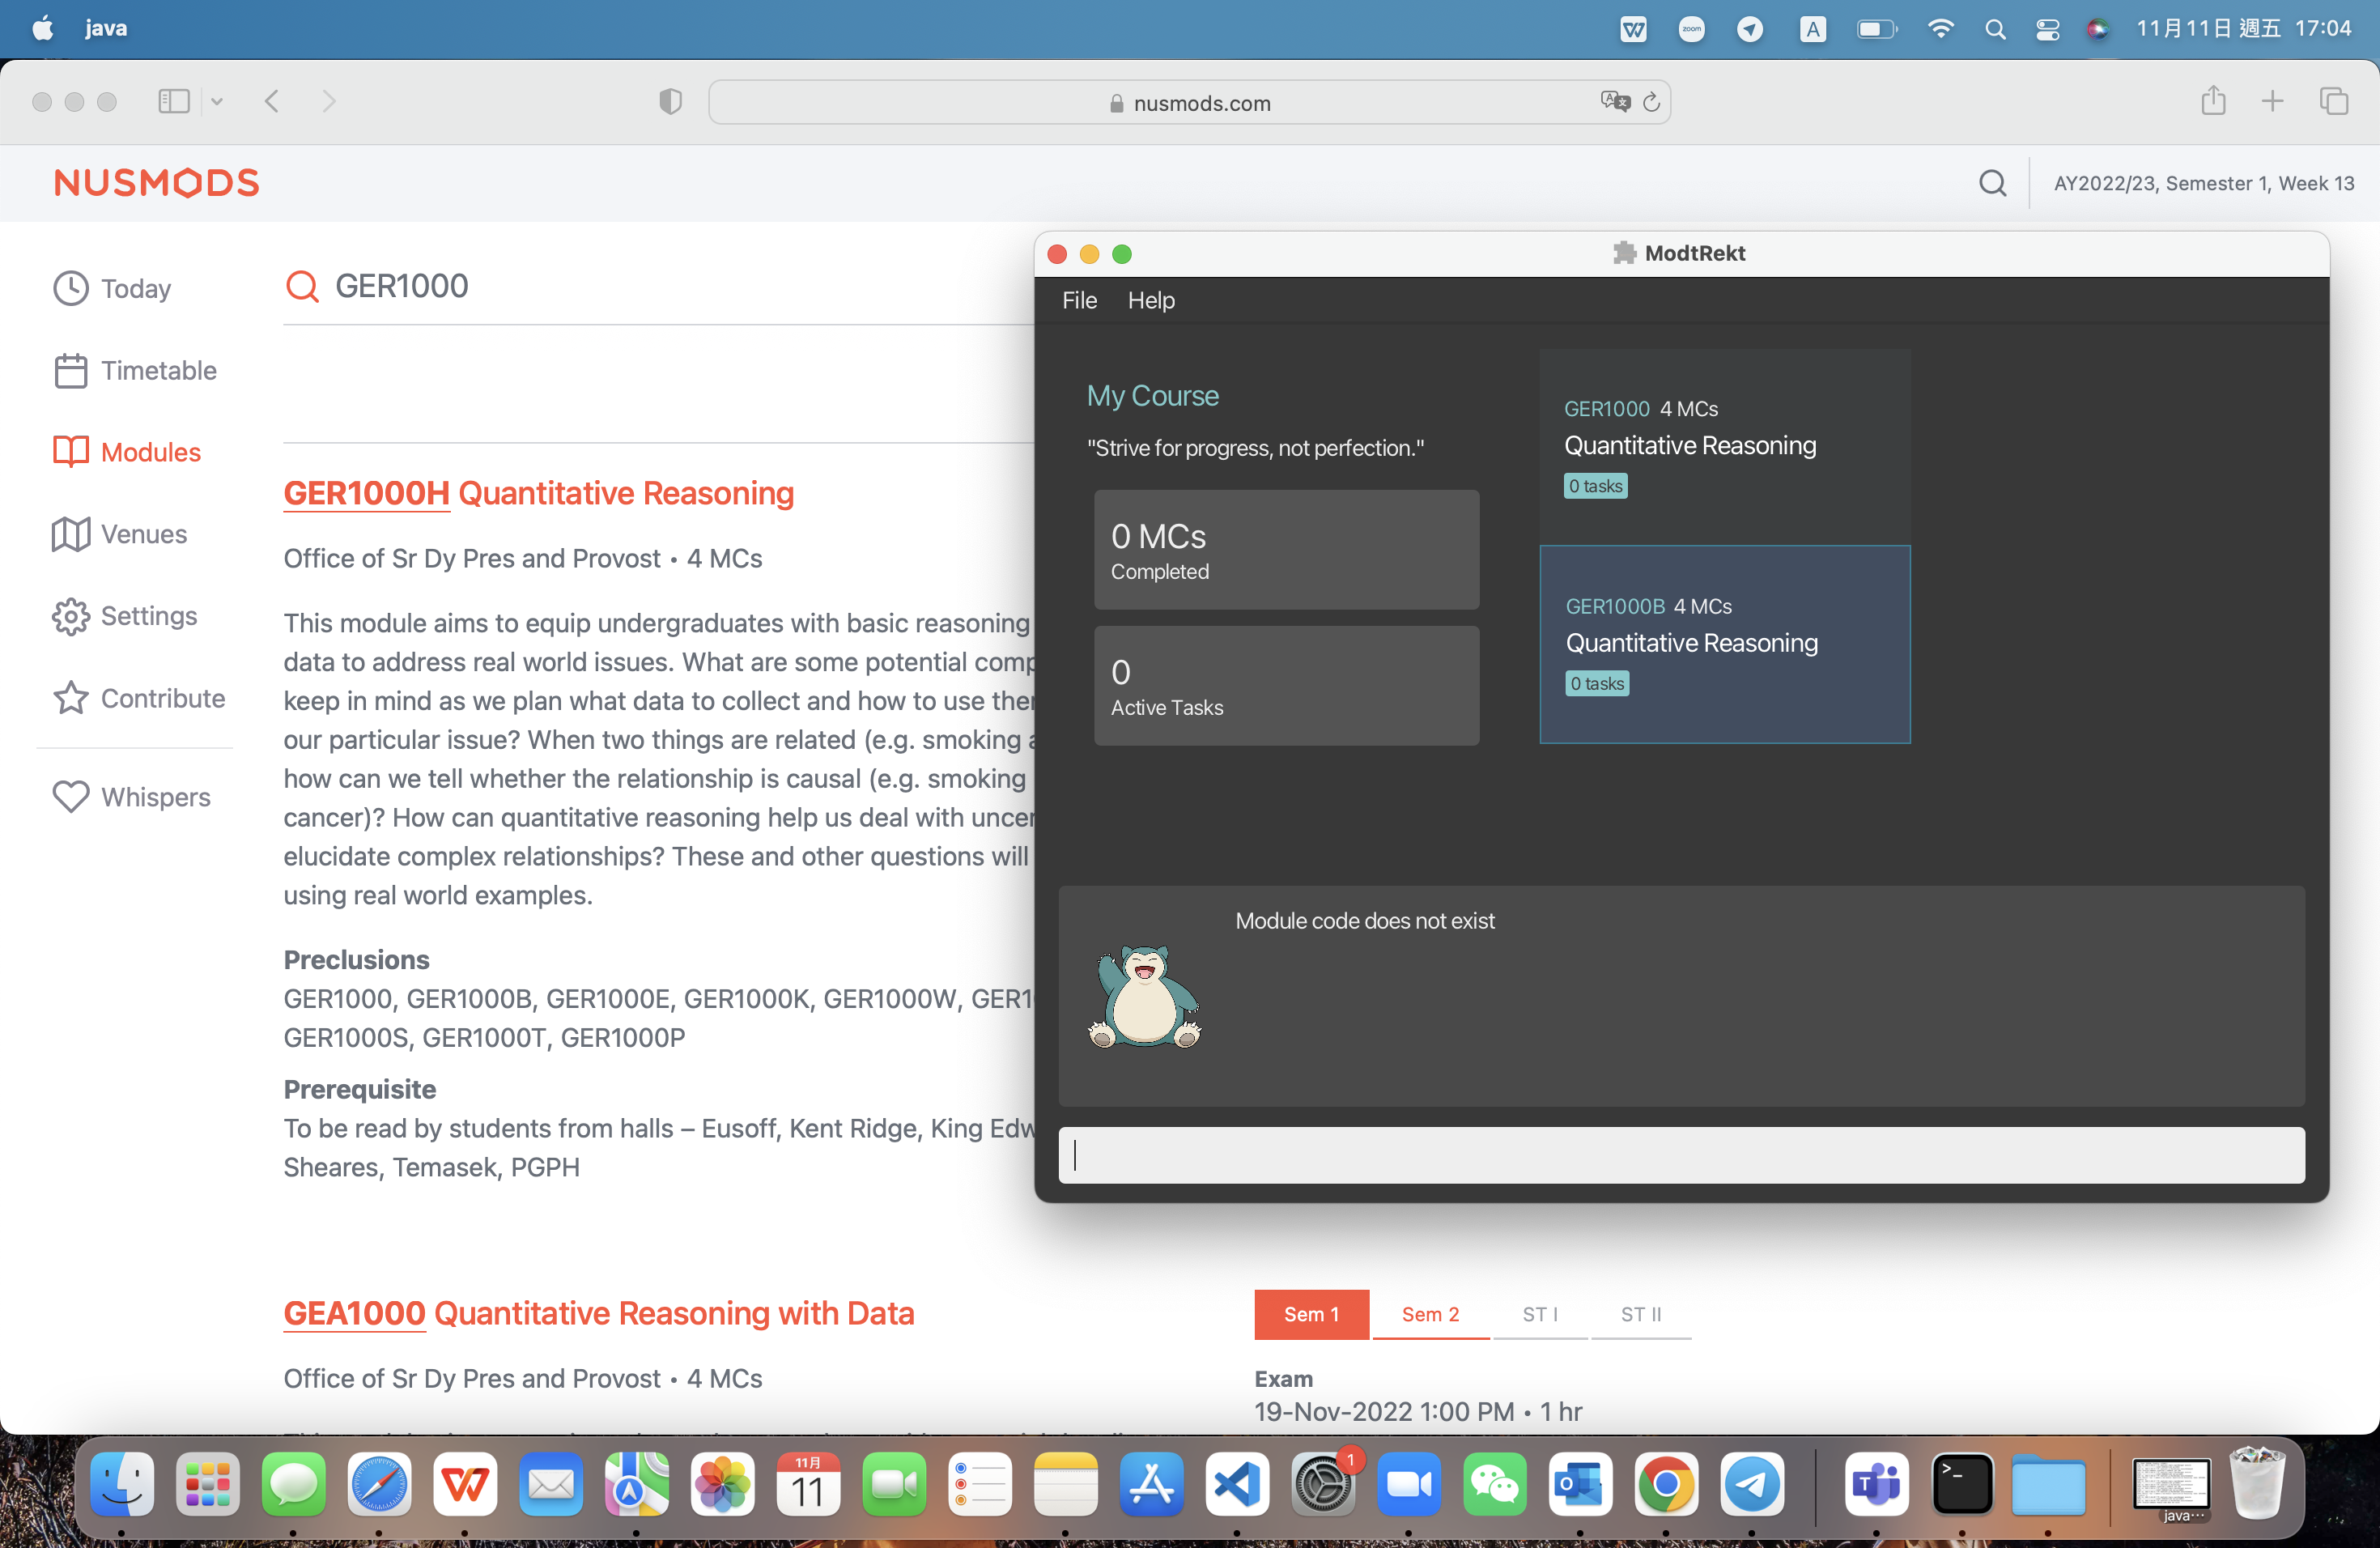 java
zoom
A
11月11日 週五 17:04
nusmods.com
NUSMODS
AY2022/23, Semester 1, Week 13
Today
Timetable
Modules
Venues
Settings
Contribute
Whispers
GER1000
GER1000H Quantitative Reasoning
Office of Sr Dy Pres and Provost • 4 MCs
This module aims to equip undergraduates with basic reasoning
data to address real world issues. What are some potential comp
keep in mind as we plan what data to collect and how to use
our particular issue? When two things are related (e.g. smoking
how can we tell whether the relationship is causal (e.g. smoking
cancer)? How can quantitative reasoning help us deal with uncer
elucidate complex relationships? These and other questions will
using real world examples.
Preclusions
GER1000, GER1000B, GER1000E, GER1000K, GER1000W, GER1
GER1000S, GER1000T, GER1000P
Prerequisite
To be read by students from halls – Eusoff, Kent Ridge, King Edw
Sheares, Temasek, PGPH
GEA1000 Quantitative Reasoning with Data
Office of Sr Dy Pres and Provost • 4 MCs
Sem 1 Sem 2 ST I ST II
Exam
19-Nov-2022 1:00 PM • 1 hr
ModtRekt
File Help
My Course
"Strive for progress, not perfection."
0 MCs
Completed
0
Active Tasks
GER1000 4 MCs
Quantitative Reasoning
0 tasks
GER1000B 4 MCs
Quantitative Reasoning
0 tasks
Module code does not exist
11月
11
1
java…